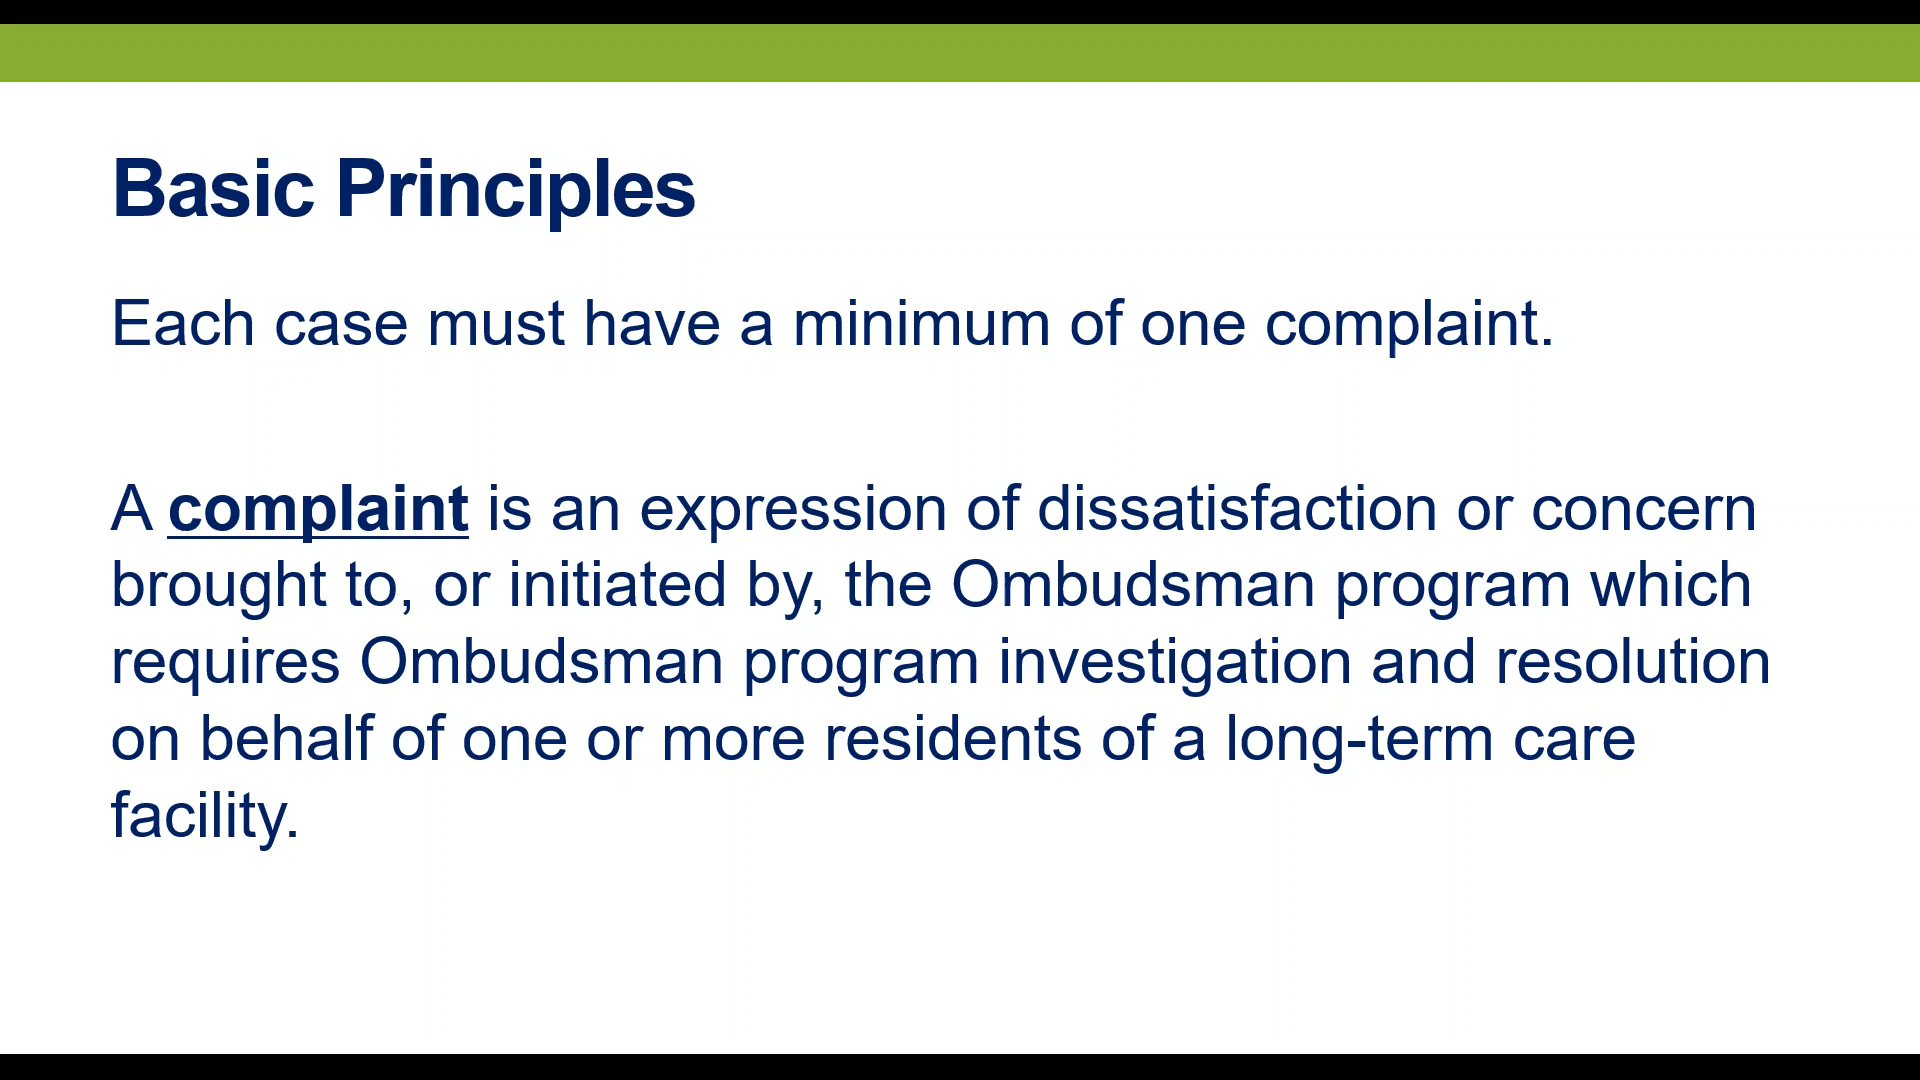 Basic Principles
Each case must have a minimum of one complaint.
A complaint is an expression of dissatisfaction or concern
brought to, or initiated by, the Ombudsman program which
requires Ombudsman program investigation and resolution
on behalf of one or more residents of a long-term care
facility.